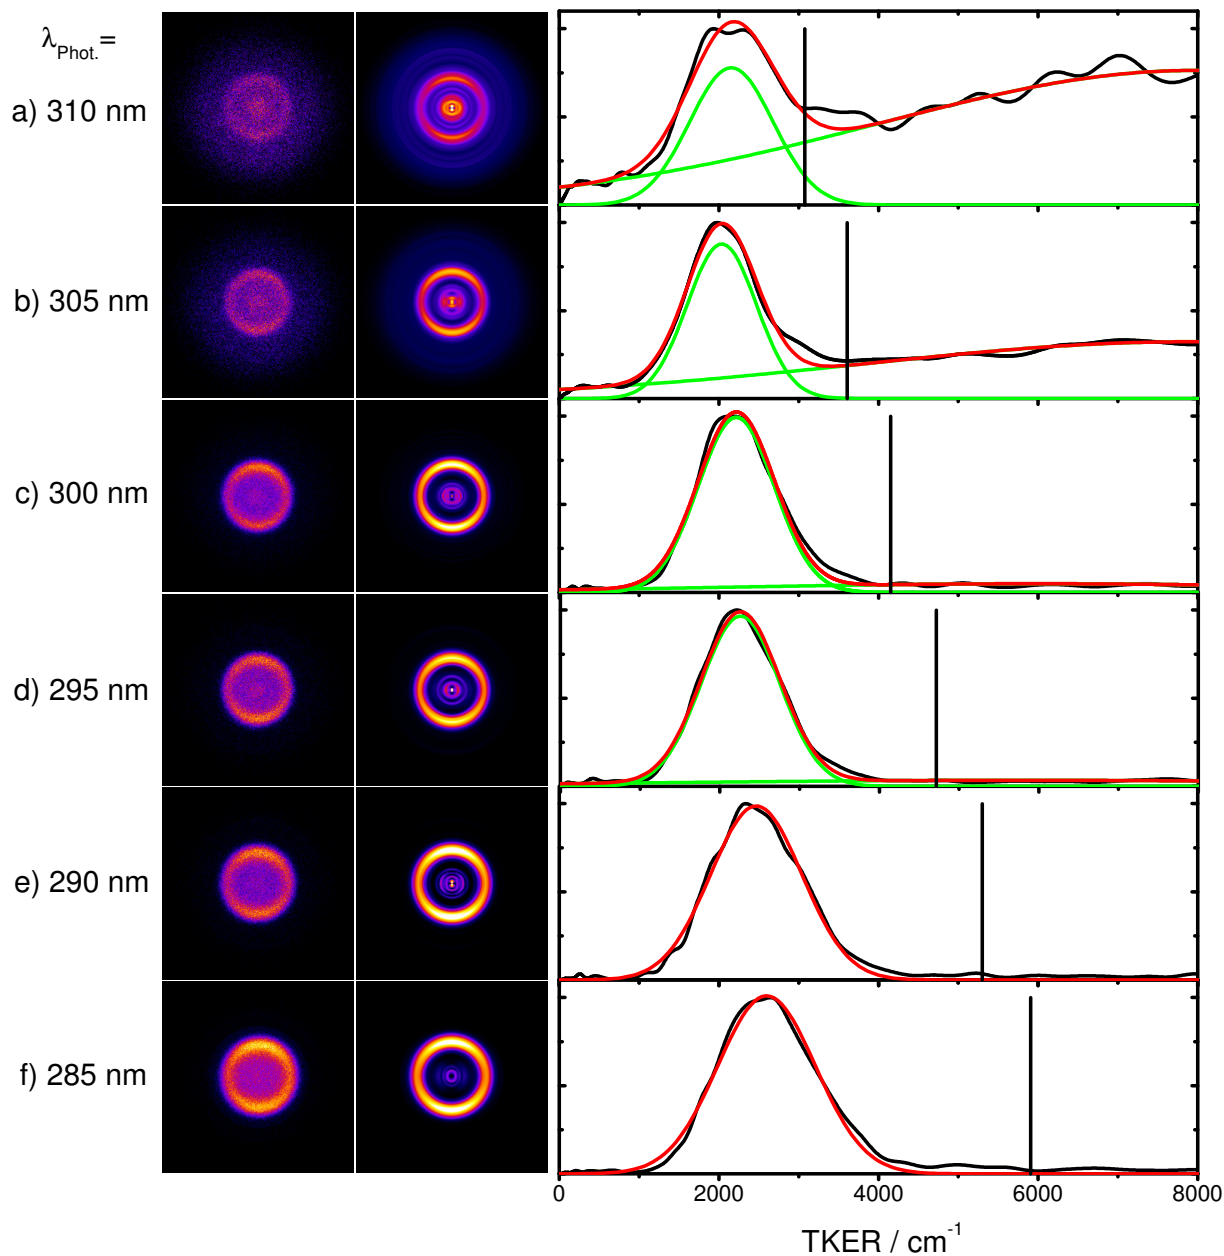 λPhot.=
a) 310 nm
b) 305 nm
c) 300 nm
d) 295 nm
e) 290 nm
f) 285 nm
0 2000 4000 6000 8000
TKER / cm⁻¹